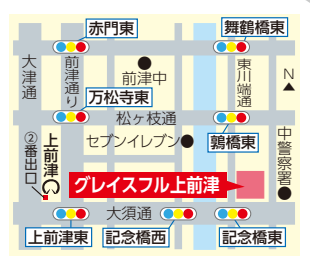 赤門東
舞鶴橋東
大津通
前津通り
前津中
東川端通
N
万松寺東
松ヶ枝通
セブンイレブン
鶉橋東
②番出口
上前津
中警察署
グレイスフル上前津
大須通
上前津東
記念橋西
記念橋東